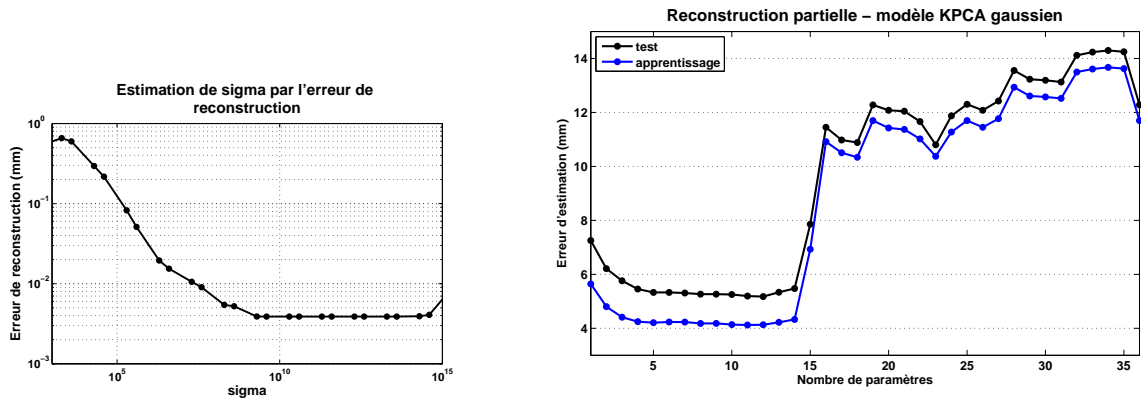 Estimation de sigma par l'erreur de
reconstruction
Erreur de reconstruction (mm)
10^0
10^−1
10^−2
10^−3
10^5
10^10
10^15
sigma
Reconstruction partielle − modèle KPCA gaussien
test
apprentissage
Erreur d'estimation (mm)
14
12
10
8
6
4
5
10
15
20
25
30
35
Nombre de paramètres